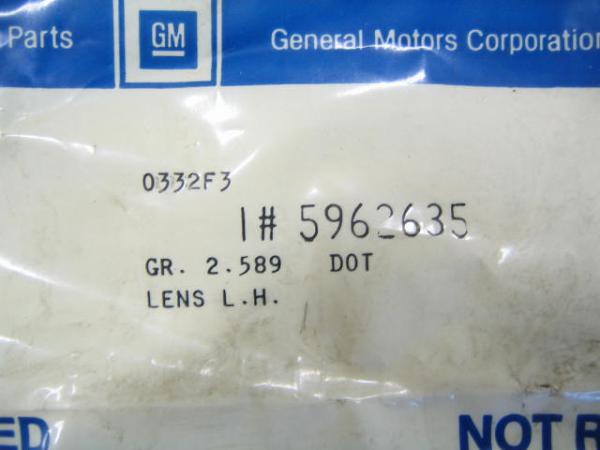 Parts GM General Motors Corporation
0332F3
1# 5962635
GR. 2.589 DOT
LENS L.H.
NOT